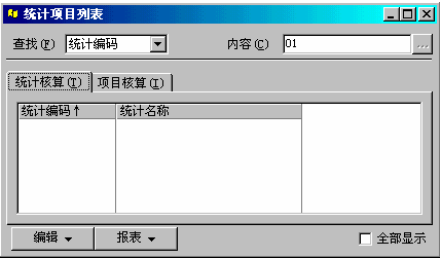 统计项目列表
查找(F) 统计编码 内容(C) 01 ...
统计核算(T) 项目核算(I)
统计编码↑ 统计名称
编辑 报表 全部显示